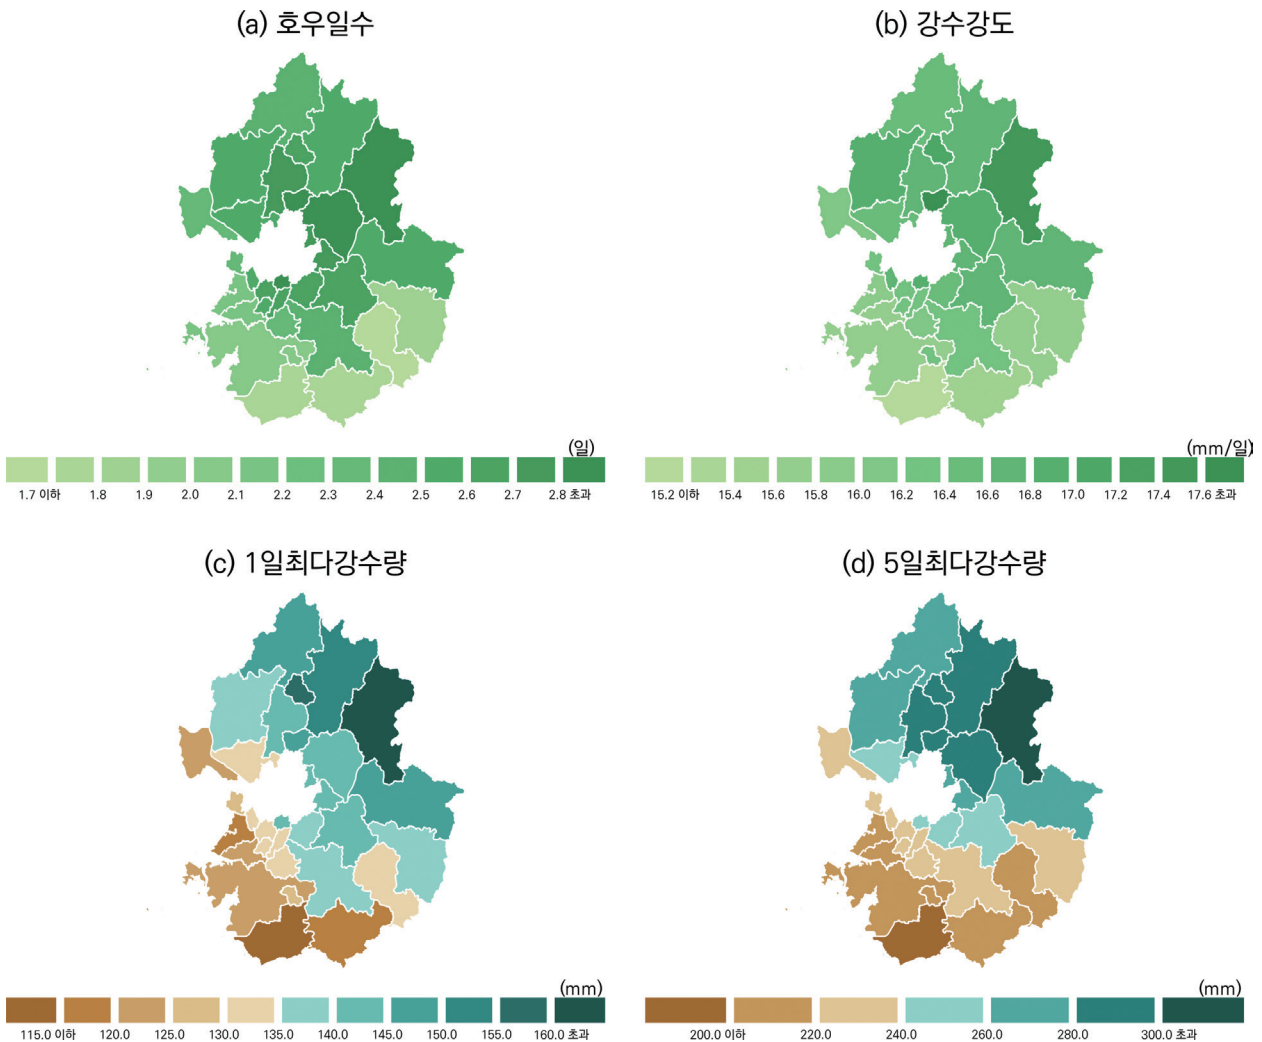 (a) 호우일수
(b) 강수강도
(일)
1.7 이하 1.8 1.9 2.0 2.1 2.2 2.3 2.4 2.5 2.6 2.7 2.8 초과
(mm/일)
15.2 이하 15.4 15.6 15.8 16.0 16.2 16.4 16.6 16.8 17.0 17.2 17.4 17.6 초과
(c) 1일최다강수량
(d) 5일최다강수량
(mm)
115.0 이하 120.0 125.0 130.0 135.0 140.0 145.0 150.0 155.0 160.0 초과
(mm)
200.0 이하 220.0 240.0 260.0 280.0 300.0 초과